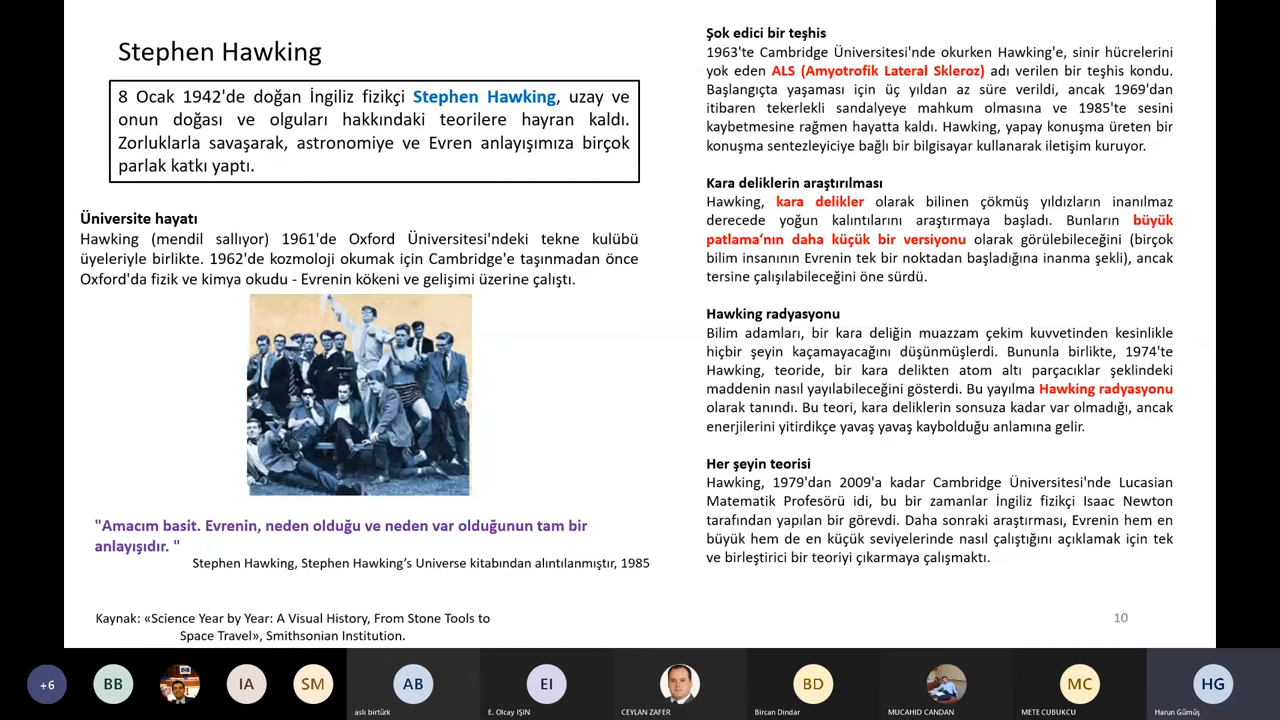 Stephen Hawking
8 Ocak 1942'de doğan İngiliz fizikçi Stephen Hawking, uzay ve
onun doğası ve olguları hakkındaki teorilere hayran kaldı.
Zorluklarla savaşarak, astronomiye ve Evren anlayışımıza birçok
parlak katkı yaptı.
Üniversite hayatı
Hawking (mendil sallıyor) 1961'de Oxford Üniversitesi'ndeki tekne kulübü
üyeleriyle birlikte. 1962'de kozmoloji okumak için Cambridge'e taşınmadan önce
Oxford'da fizik ve kimya okudu - Evrenin kökeni ve gelişimi üzerine çalıştı.
"Amacım basit. Evrenin, neden olduğu ve neden var olduğunun tam bir
anlayışıdır. "
Stephen Hawking, Stephen Hawking’s Universe kitabından alıntılanmıştır, 1985
Kaynak: «Science Year by Year: A Visual History, From Stone Tools to
Space Travel», Smithsonian Institution.
Şok edici bir teşhis
1963'te Cambridge Üniversitesi'nde okurken Hawking'e, sinir hücrelerini
yok eden ALS (Amyotrofik Lateral Skleroz) adı verilen bir teşhis kondu.
Başlangıçta yaşaması için üç yıldan az süre verildi, ancak 1969'dan
itibaren tekerlekli sandalyeye mahkum olmasına ve 1985'te sesini
kaybetmesine rağmen hayatta kaldı. Hawking, yapay konuşma üreten bir
konuşma sentezleyiciye bağlı bir bilgisayar kullanarak iletişim kuruyor.
Kara deliklerin araştırılması
Hawking, kara delikler olarak bilinen çökmüş yıldızların inanılmaz
derecede yoğun kalıntılarını araştırmaya başladı. Bunların büyük
patlama‘nın daha küçük bir versiyonu olarak görülebileceğini (birçok
bilim insanının Evrenin tek bir noktadan başladığına inanma şekli), ancak
tersine çalışılabileceğini öne sürdü.
Hawking radyasyonu
Bilim adamları, bir kara deliğin muazzam çekim kuvvetinden kesinlikle
hiçbir şeyin kaçamayacağını düşünmüşlerdi. Bununla birlikte, 1974'te
Hawking, teoride, bir kara delikten atom altı parçacıklar şeklindeki
maddenin nasıl yayılabileceğini gösterdi. Bu yayılma Hawking radyasyonu
olarak tanındı. Bu teori, kara deliklerin sonsuza kadar var olmadığı, ancak
enerjilerini yitirdikçe yavaş yavaş kaybolduğu anlamına gelir.
Her şeyin teorisi
Hawking, 1979'dan 2009'a kadar Cambridge Üniversitesi'nde Lucasian
Matematik Profesörü idi, bu bir zamanlar İngiliz fizikçi Isaac Newton
tarafından yapılan bir görevdi. Daha sonraki araştırması, Evrenin hem en
büyük hem de en küçük seviyelerinde nasıl çalıştığını açıklamak için tek
ve birleştirici bir teoriyi çıkarmaya çalışmaktı.
10
+6
BB
IA
SM
AB
EI
BD
MC
HG
aslı birtürk
E. Olcay IŞIN
CEYLAN ZAFER
Bircan Dindar
MUCAHID CANDAN
METE CUBUKCU
Harun Gümüş